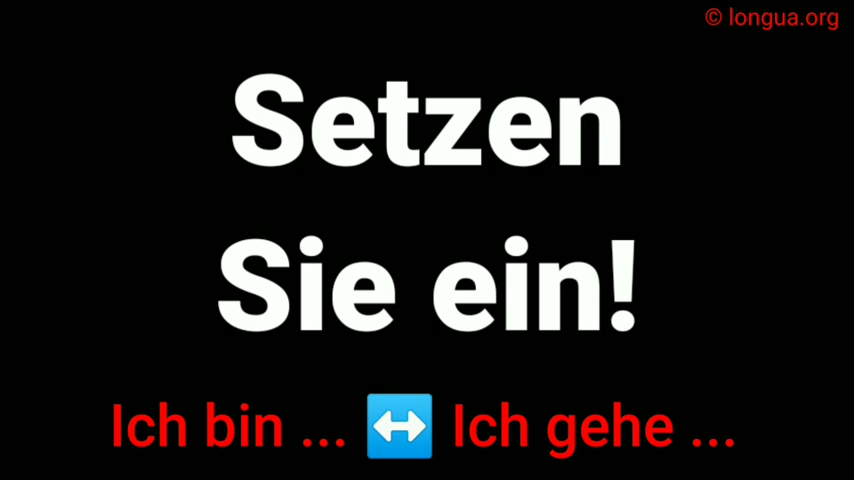 © longua.org
Setzen
Sie ein!
Ich bin ... ↔ Ich gehe ...